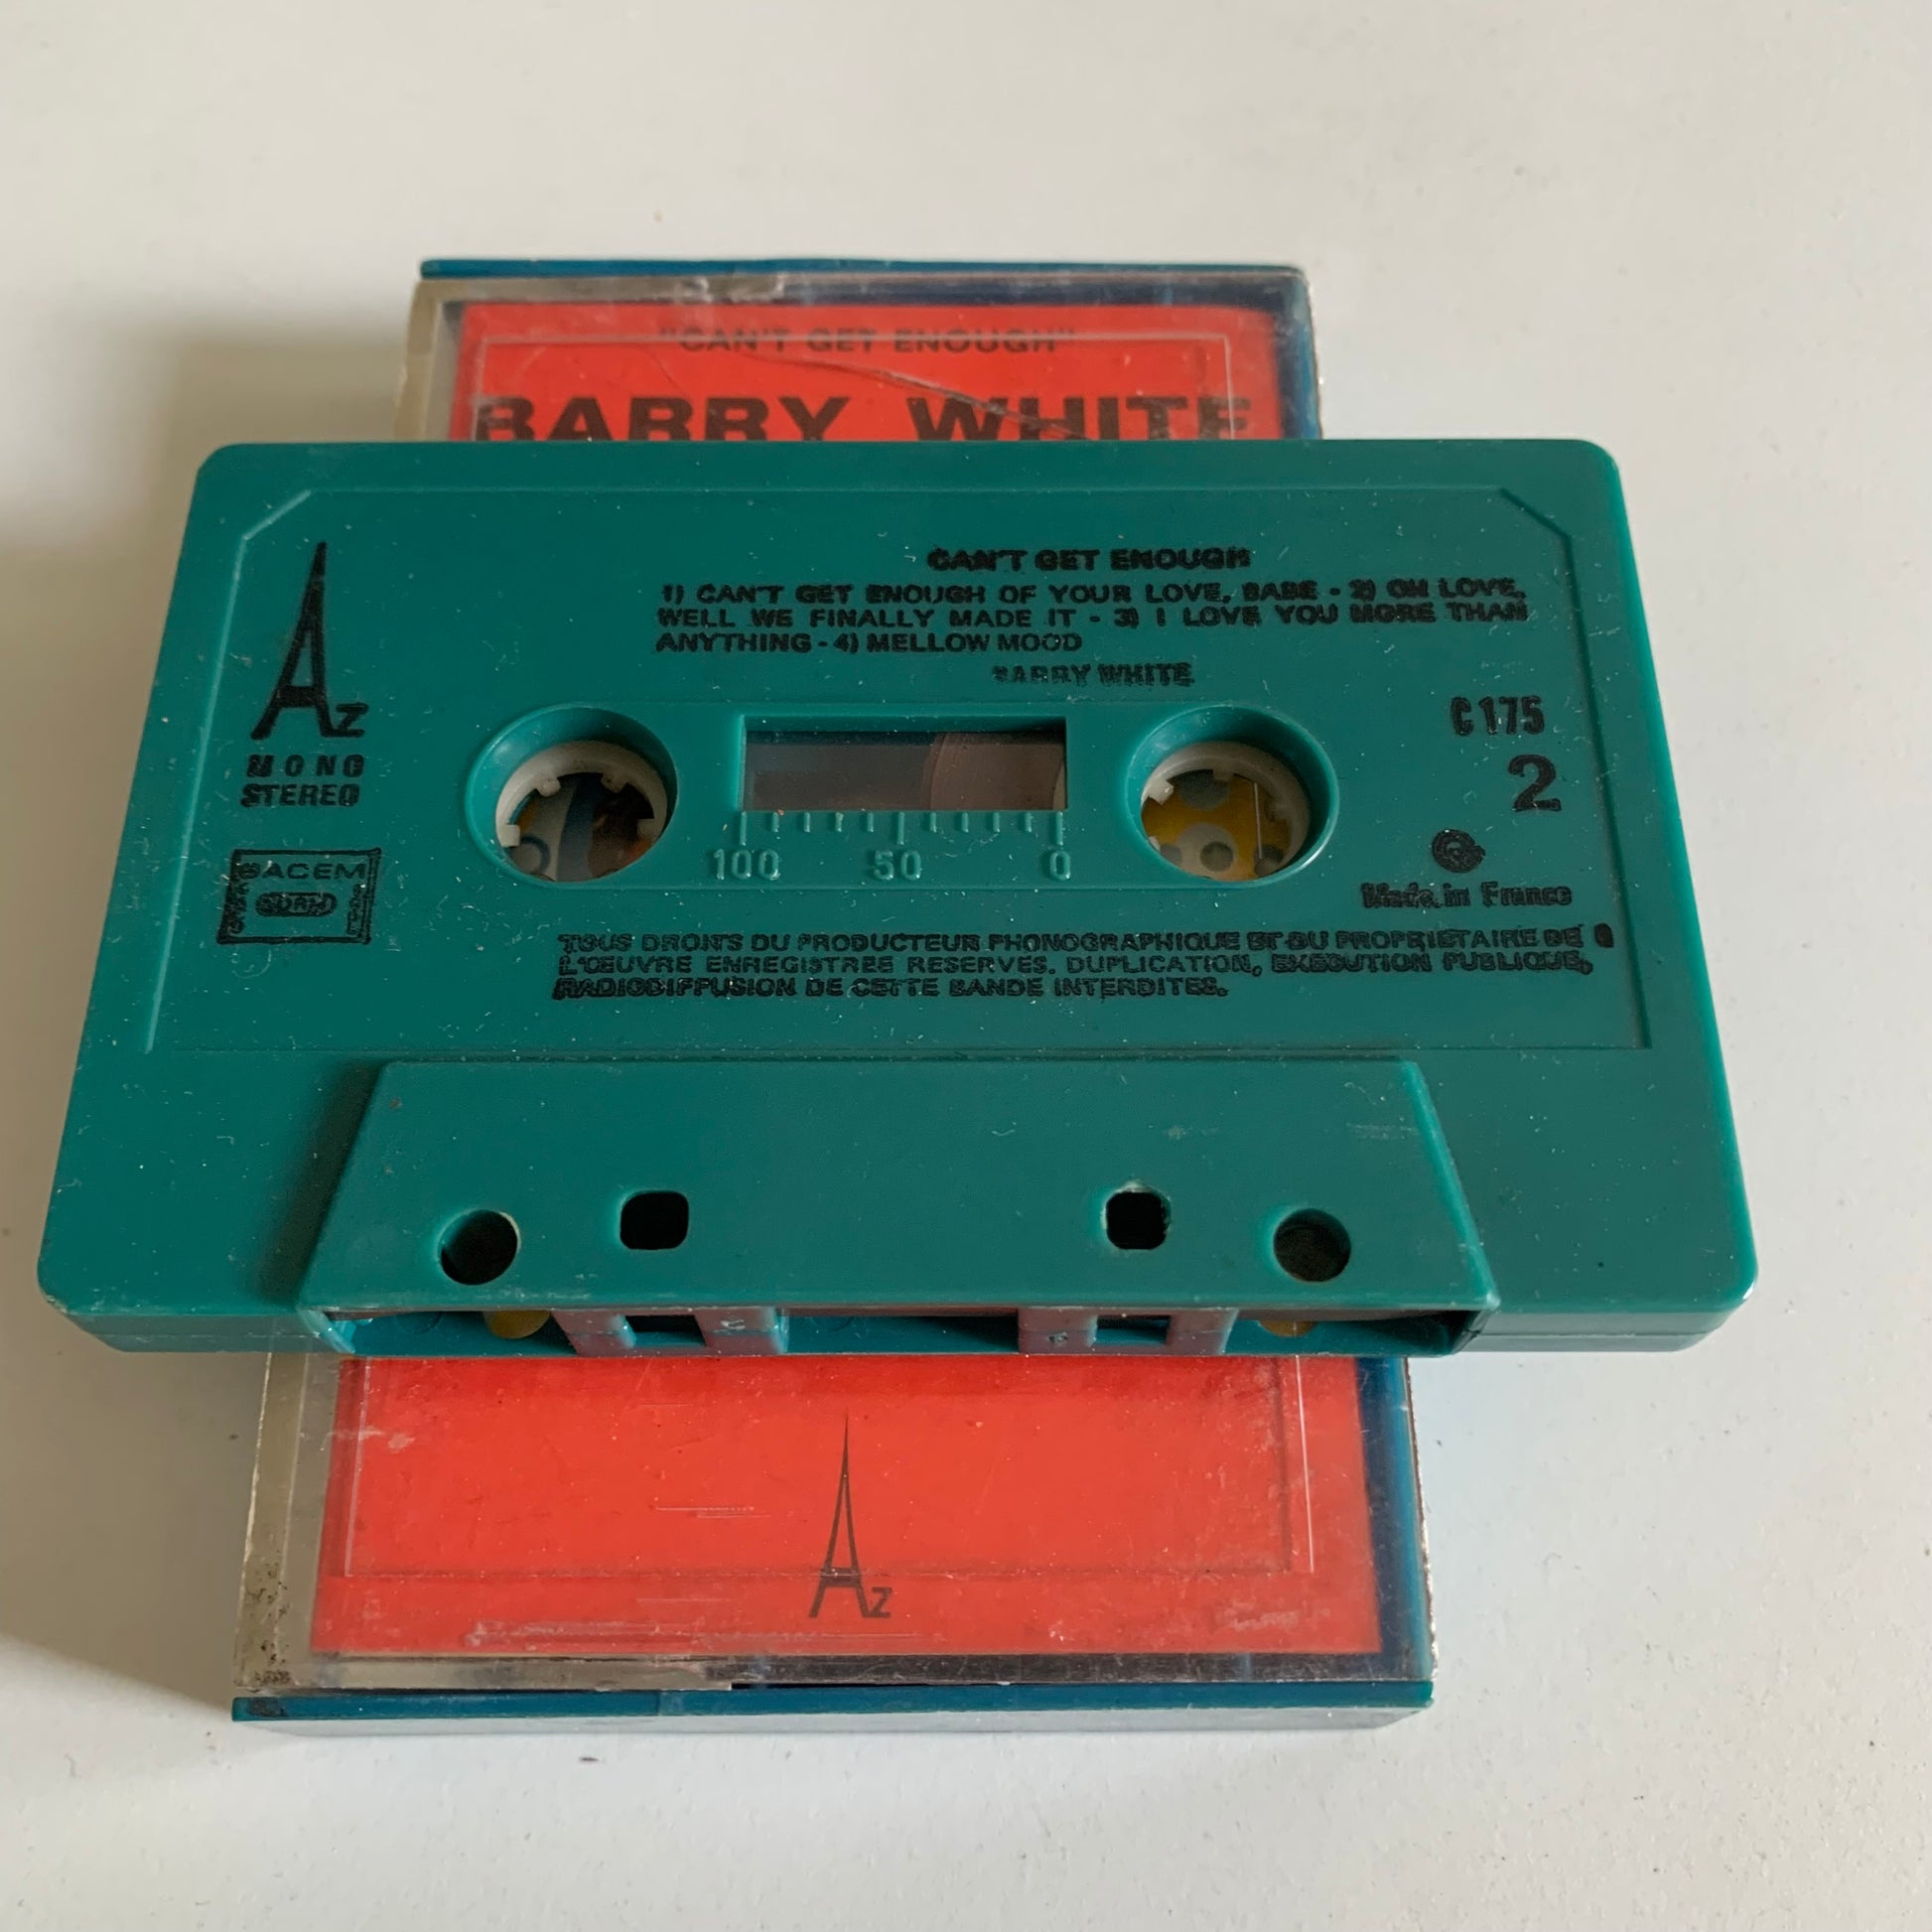 "CAN'T GET ENOUGH"
BARRY WHITE
CAN'T GET ENOUGH
1) CAN'T GET ENOUGH OF YOUR LOVE, BABE - 2) OH LOVE,
WELL WE FINALLY MADE IT - 3) I LOVE YOU MORE THAN
ANYTHING - 4) MELLOW MOOD
BARRY WHITE
Az
MONO
STEREO
C 175
2
SACEM
100 50 0
Made in France
TOUS DROITS DU PRODUCTEUR PHONOGRAPHIQUE ET DU PROPRIETAIRE DE
L'ŒUVRE ENREGISTREE RESERVES. DUPLICATION, EXECUTION PUBLIQUE,
RADIODIFFUSION DE CETTE BANDE INTERDITES.
Az